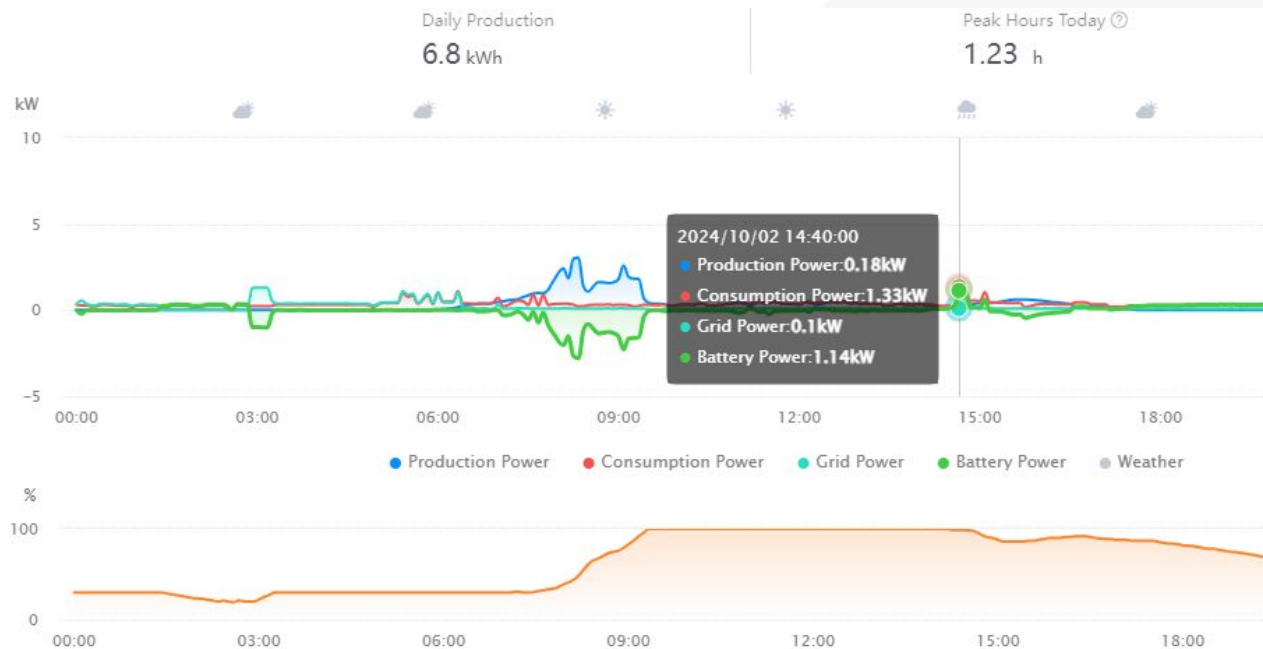 Daily Production
6.8 kWh
Peak Hours Today ?
1.23 h
kW
10
5
0
−5
2024/10/02 14:40:00
Production Power:0.18kW
Consumption Power:1.33kW
Grid Power:0.1kW
Battery Power:1.14kW
00:00 03:00 06:00 09:00 12:00 15:00 18:00
Production Power Consumption Power Grid Power Battery Power Weather
%
100
0
00:00 03:00 06:00 09:00 12:00 15:00 18:00